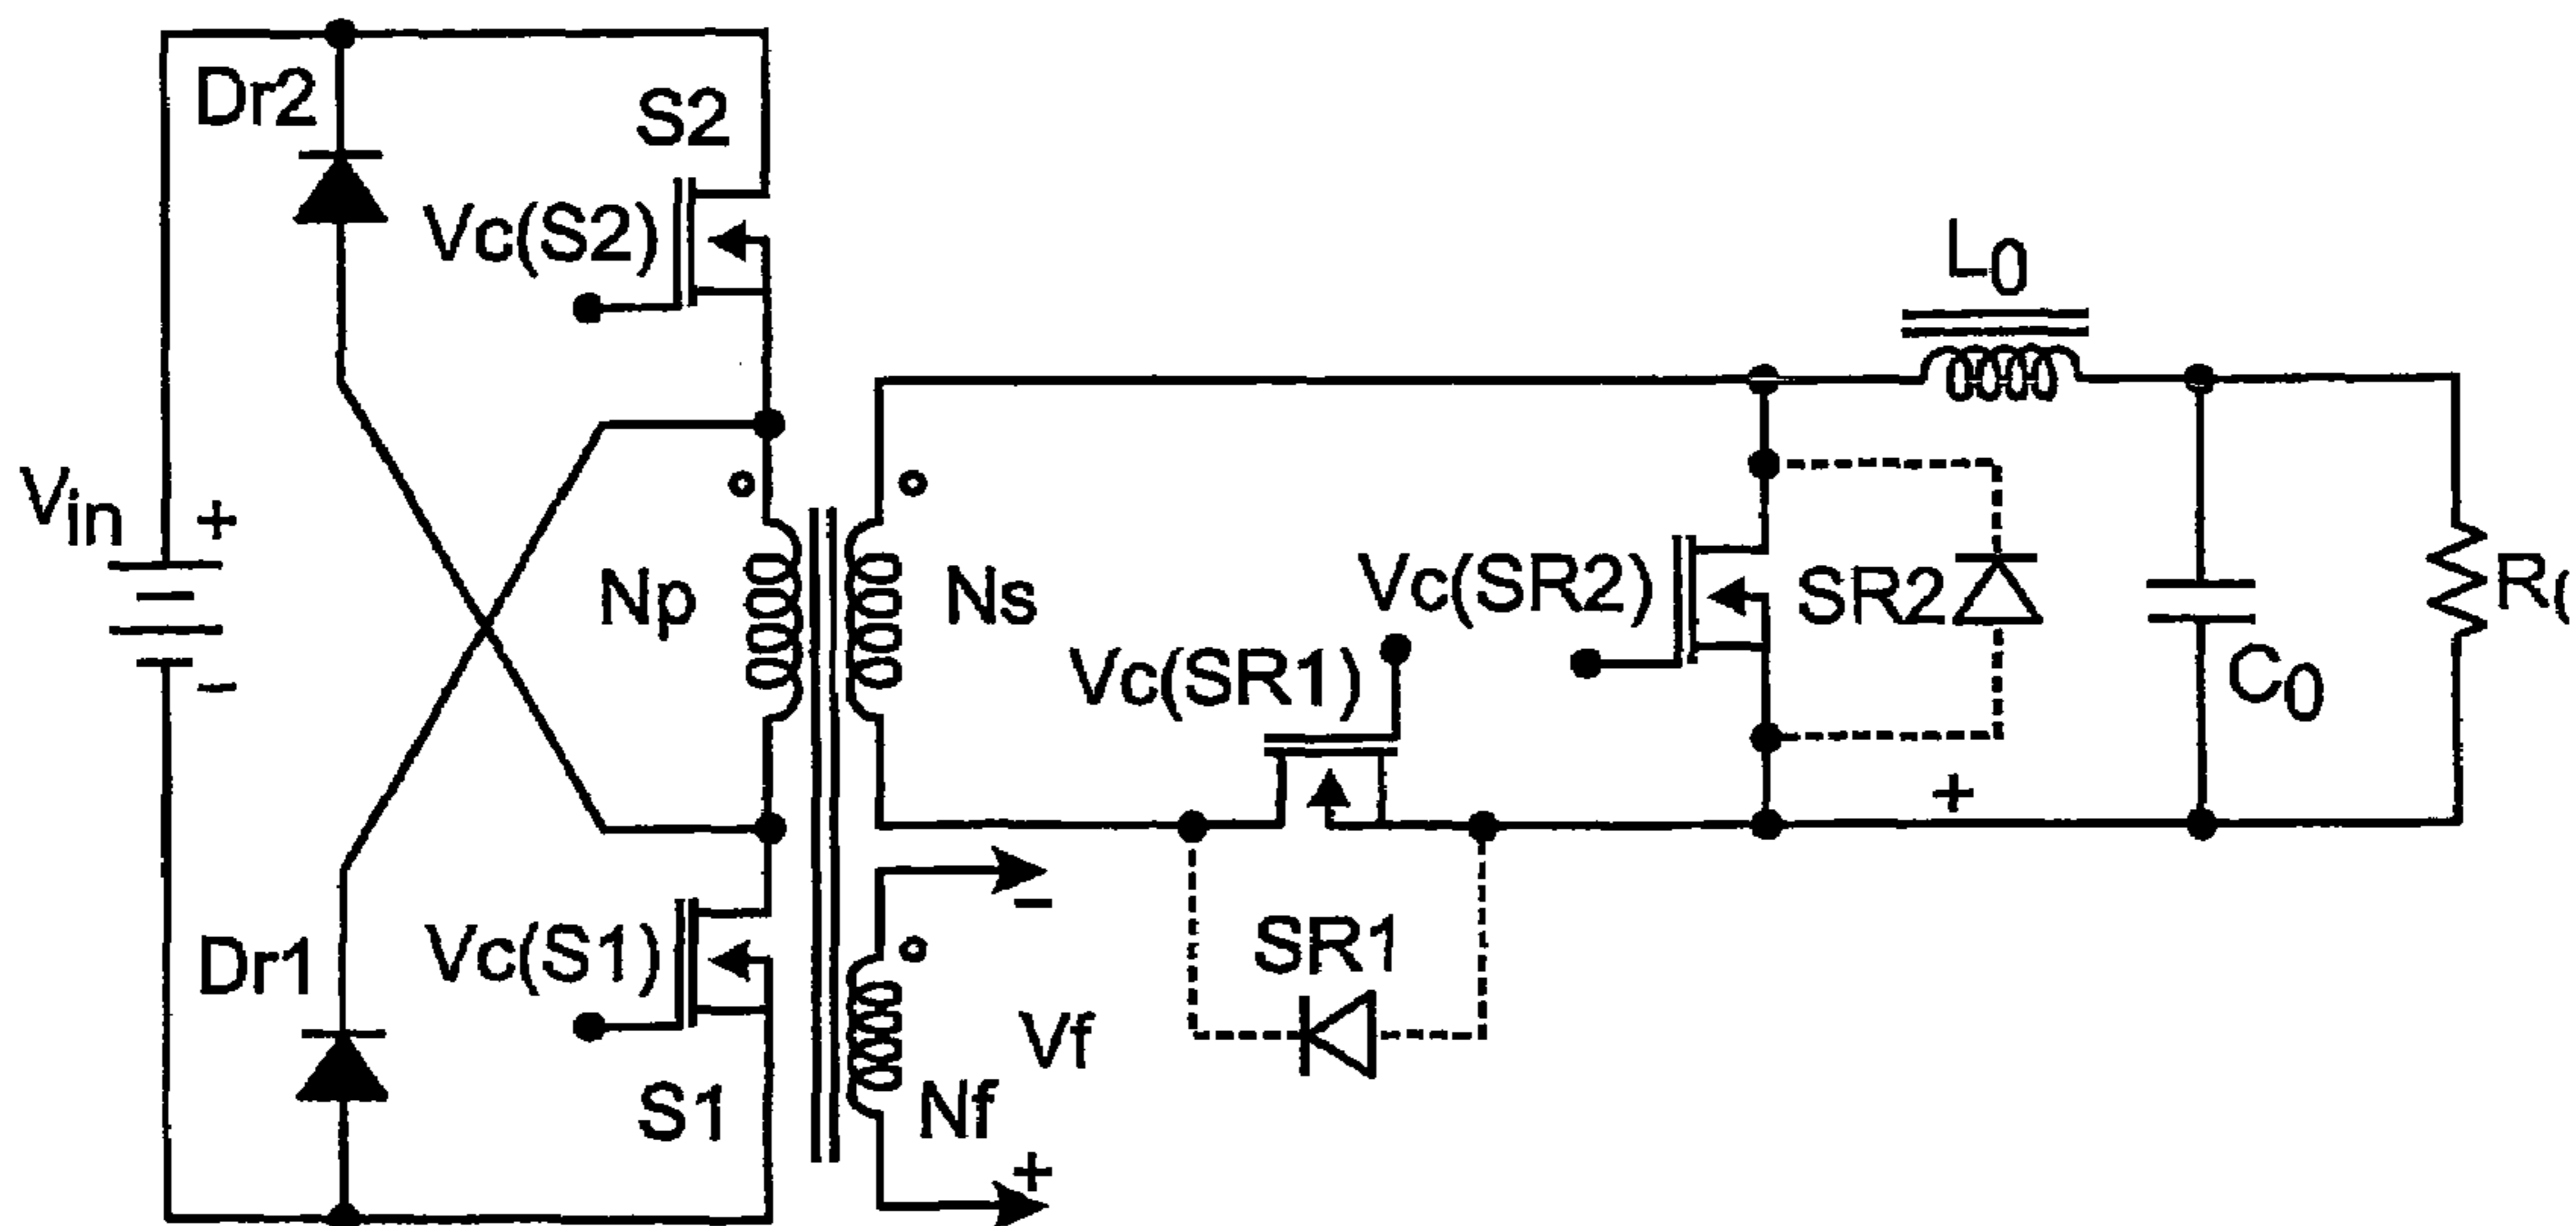 Dr2
S2
Vc(S2)
L0
Vin
+
-
Np
Ns
Vc(SR2)
SR2
R
C0
Vc(SR1)
+
-
SR1
Dr1
Vc(S1)
S1
Vf
Nf
+